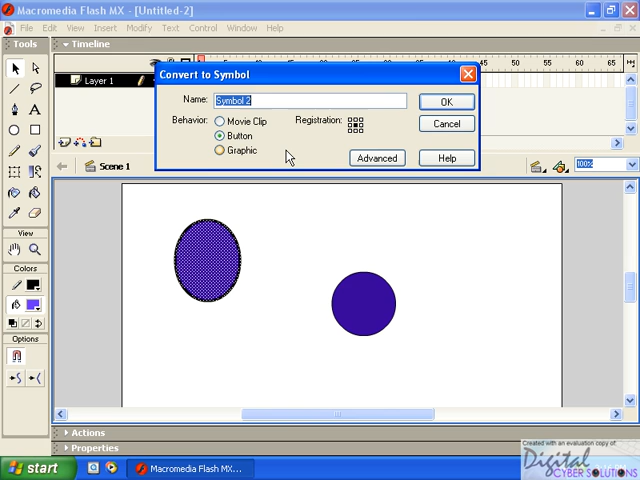 Macromedia Flash MX - [Untitled-2]
File Edit View Insert Modify Text Control Window Help
Tools
Timeline
Layer 1
65
Convert to Symbol
Name: Symbol 2
OK
Behavior: Movie Clip Registration:
Button
Cancel
Graphic
Advanced
Help
Scene 1
100%
View
Colors
Options
Actions
Properties
Created with an evaluation copy of
Digital
CYBER SOLUTIONS
start
Macromedia Flash MX...